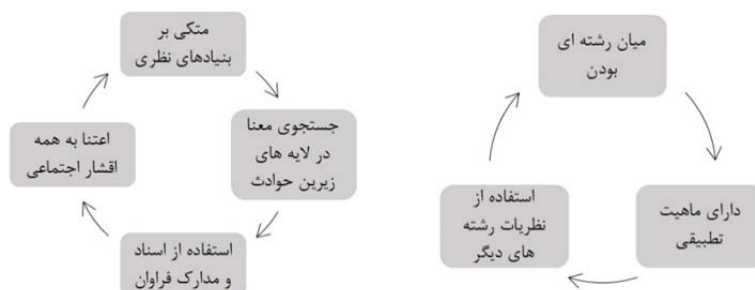 میان رشته ای
بودن
دارای ماهیت
تطبیقی
استفاده از
نظریات رشته
های دیگر
متکی بر
بنیادهای نظری
جستجوی معنا
در لایه های
زیرین حوادث
استفاده از اسناد
و مدارک فراوان
اعتنا به همه
اقشار اجتماعی